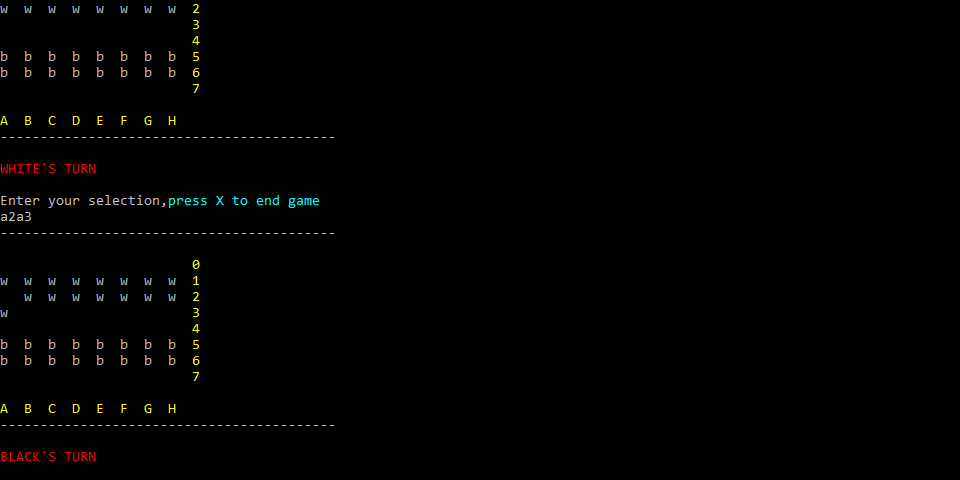 w  w  w  w  w  w  w  w  2
3
4
b  b  b  b  b  b  b  b  5
b  b  b  b  b  b  b  b  6
7
A  B  C  D  E  F  G  H
------------------------------------------
WHITE'S TURN
Enter your selection,press X to end game
a2a3
------------------------------------------
0
w  w  w  w  w  w  w  w  1
w  w  w  w  w  w  w  2
w                       3
4
b  b  b  b  b  b  b  b  5
b  b  b  b  b  b  b  b  6
7
A  B  C  D  E  F  G  H
------------------------------------------
BLACK'S TURN